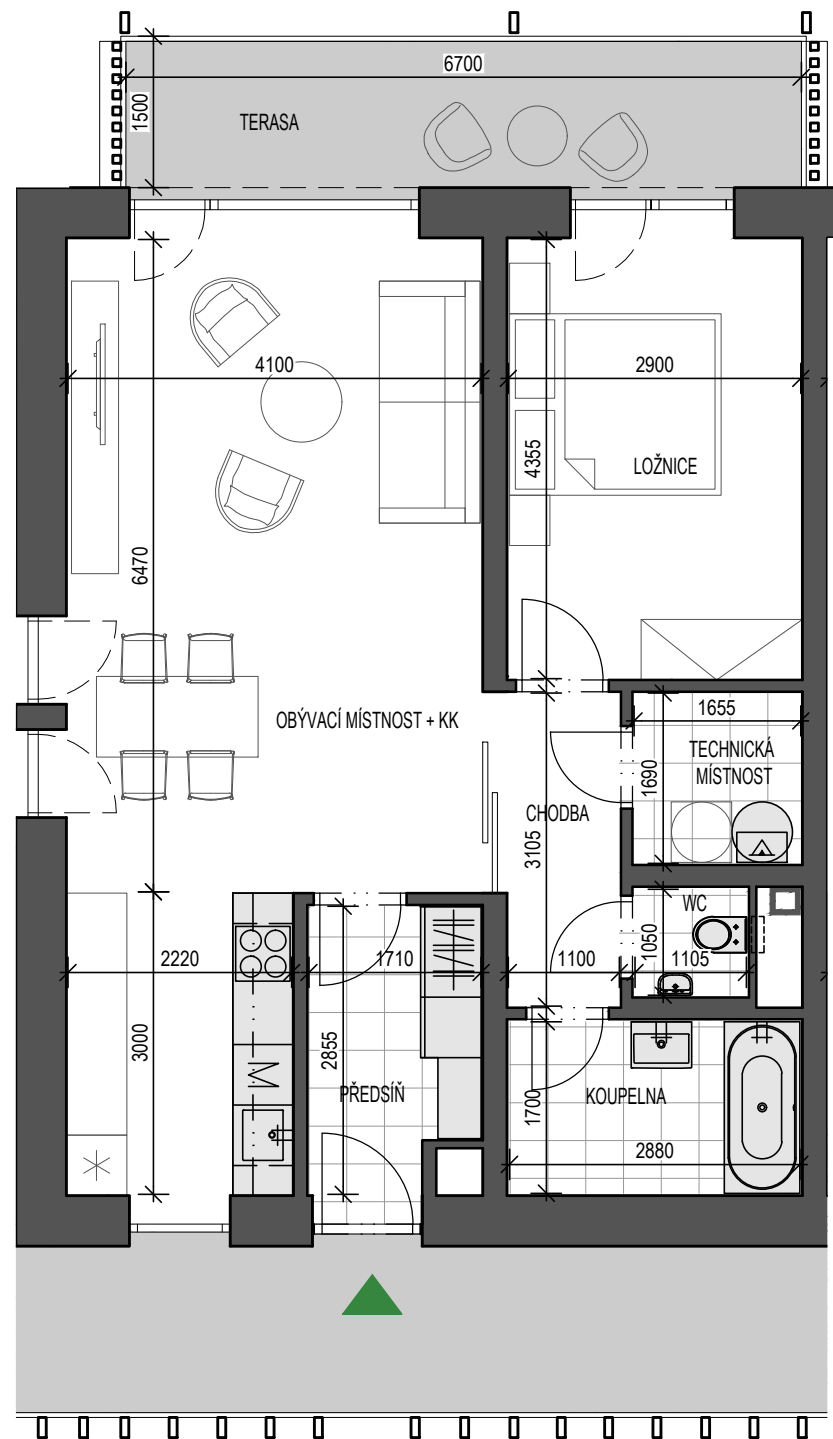 6700
1500
TERASA
4100
2900
4355
LOŽNICE
6470
OBÝVACÍ MÍSTNOST + KK
1655
TECHNICKÁ
MÍSTNOST
1690
CHODBA
3105
WC
1050
2220
1710
1100
1105
3000
2855
M
PŘEDSÍŇ
1700
KOUPELNA
2880